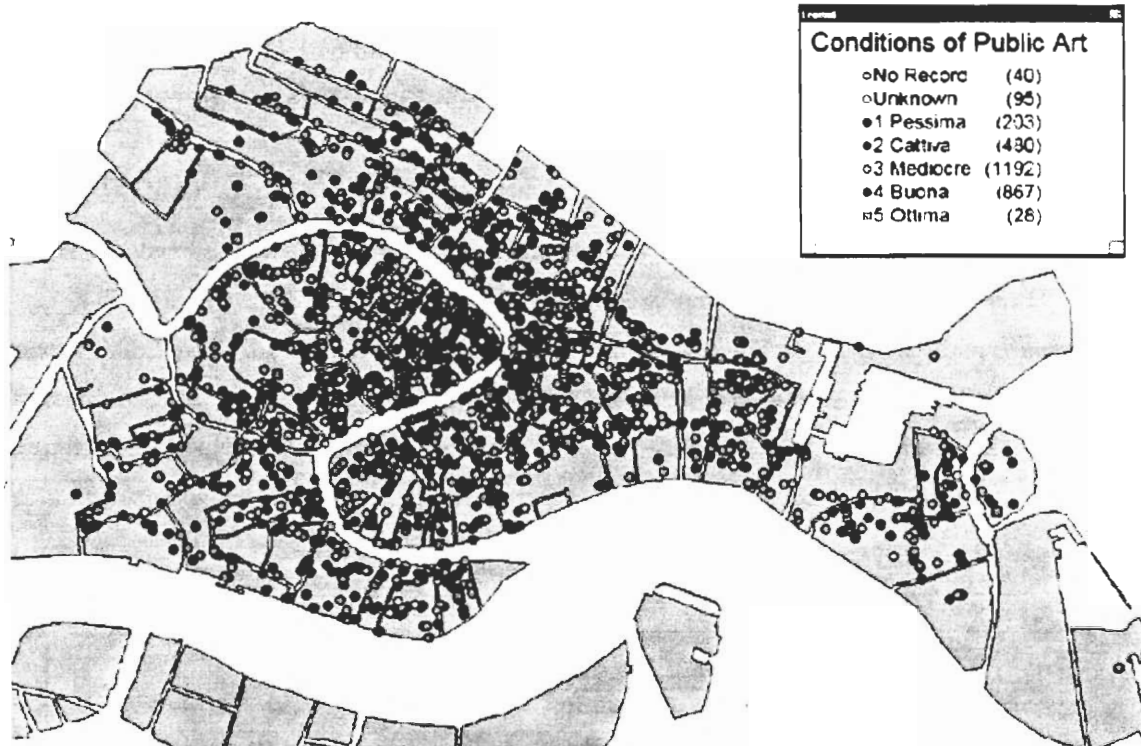 Legend
Conditions of Public Art
No Record (40)
Unknown (95)
1 Pessima (203)
2 Cattiva (480)
3 Mediocre (1192)
4 Buona (867)
5 Ottima (28)